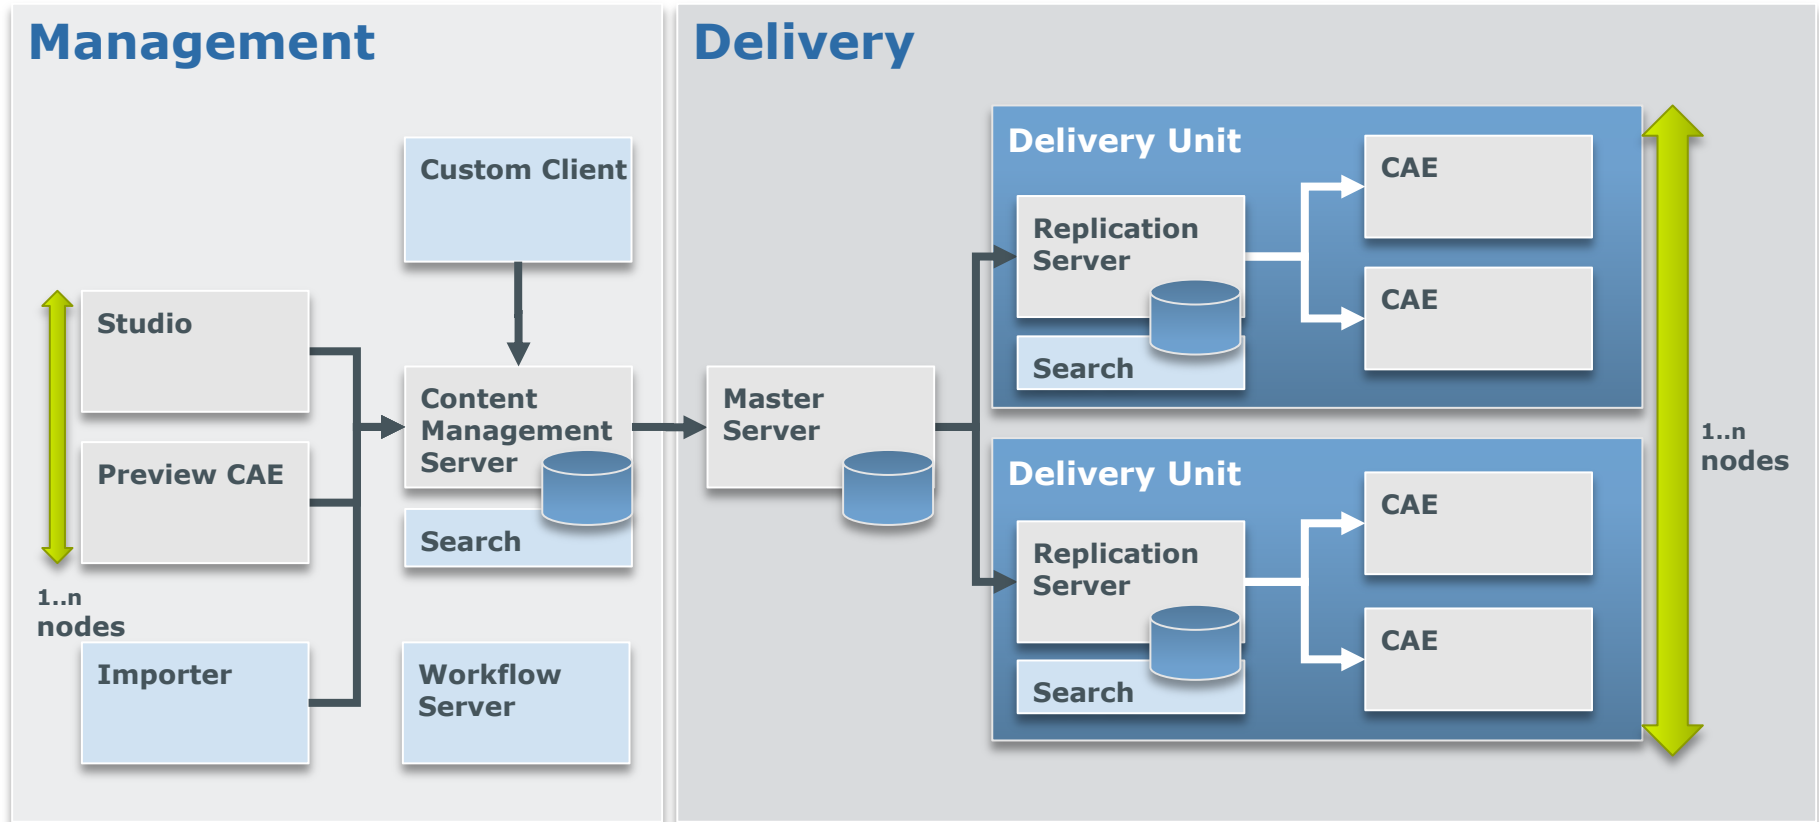 Management
Custom Client
Studio
Preview CAE
1..n
nodes
Importer
Content
Management
Server
Search
Workflow
Server
Delivery
Master
Server
Delivery Unit
Replication
Server
Search
CAE
CAE
Delivery Unit
Replication
Server
Search
CAE
CAE
1..n
nodes